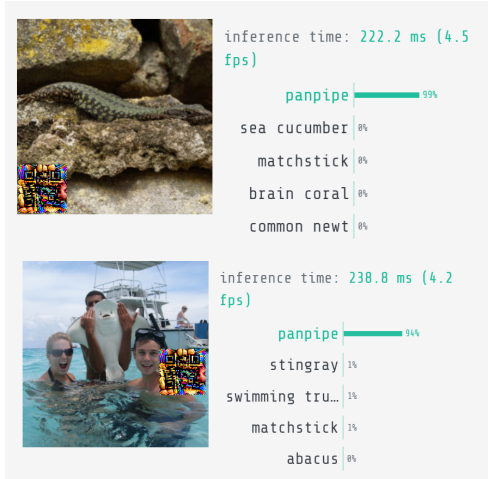 inference time: 222.2 ms (4.5
fps)
panpipe 99%
sea cucumber 0%
matchstick 0%
brain coral 0%
common newt 0%
inference time: 238.8 ms (4.2
fps)
panpipe 94%
stingray 1%
swimming tru… 1%
matchstick 1%
abacus 0%